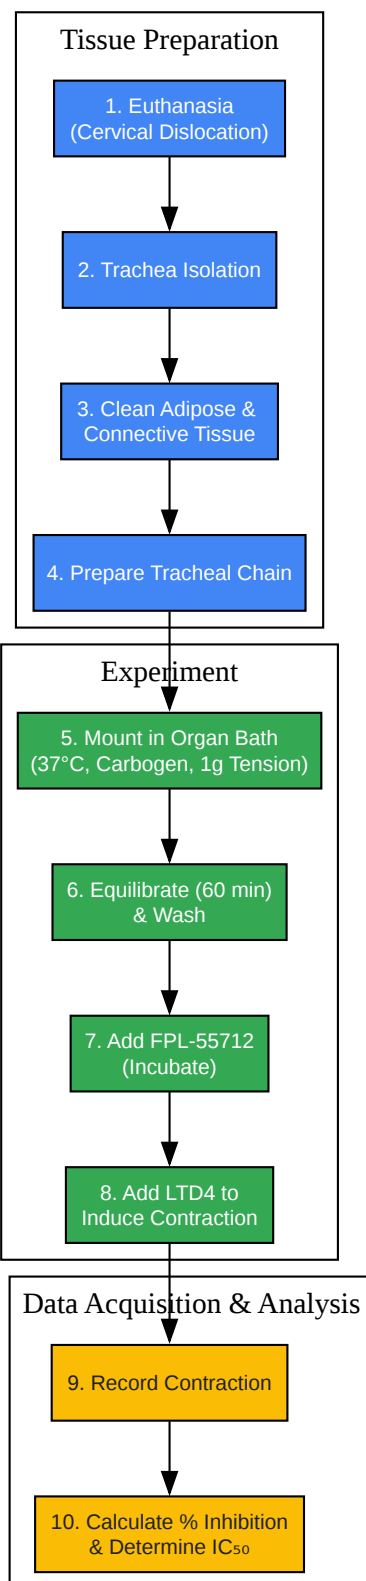 Tissue Preparation
1. Euthanasia
(Cervical Dislocation)
2. Trachea Isolation
3. Clean Adipose &
Connective Tissue
4. Prepare Tracheal Chain
Experiment
5. Mount in Organ Bath
(37°C, Carbogen, 1g Tension)
6. Equilibrate (60 min)
& Wash
7. Add FPL-55712
(Incubate)
8. Add LTD4 to
Induce Contraction
Data Acquisition & Analysis
9. Record Contraction
10. Calculate % Inhibition
& Determine IC₅₀